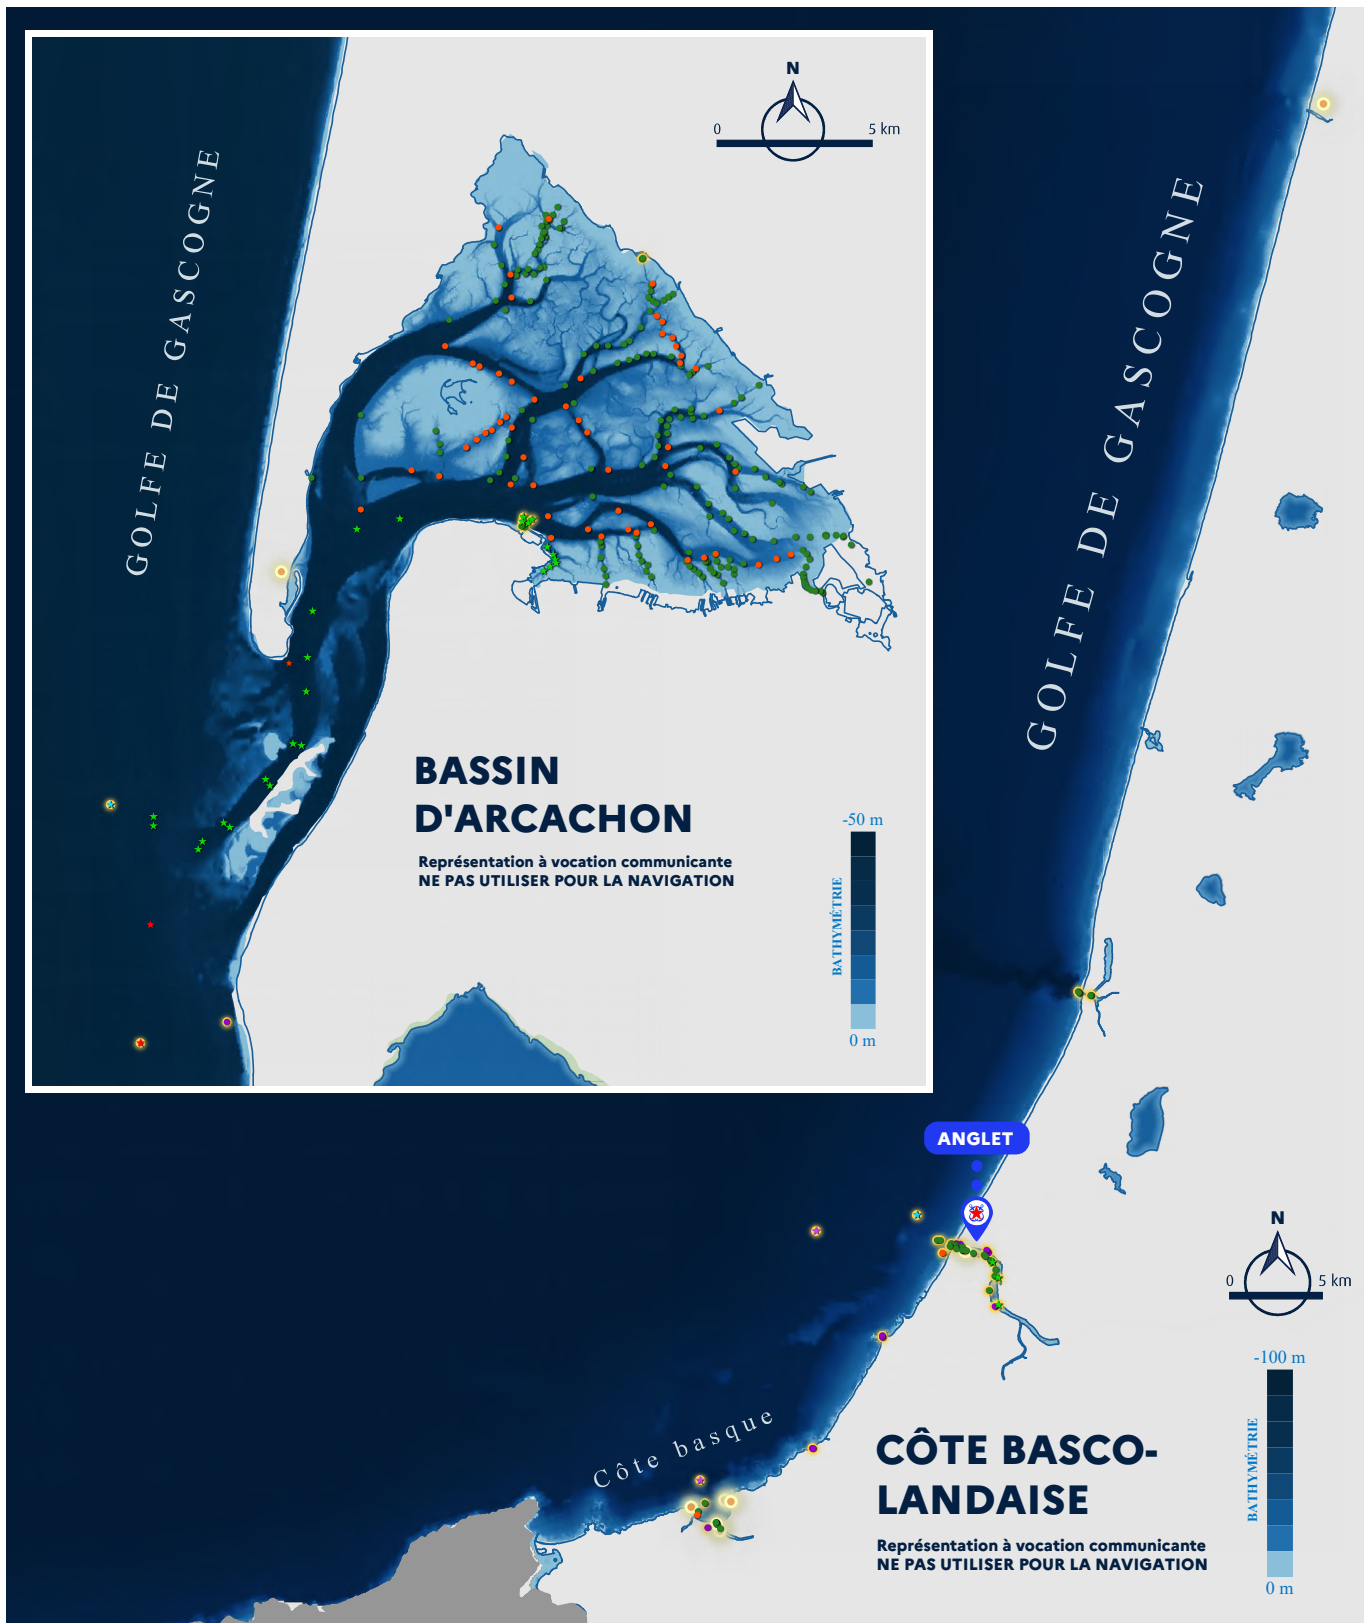 N
0 5 km
GOLFE DE GASCOGNE
BASSIN
D'ARCACHON
Représentation à vocation communicante
NE PAS UTILISER POUR LA NAVIGATION
-50 m
BATHYMÉTRIE
0 m
GOLFE DE GASCOGNE
ANGLET
N
0 5 km
Côte basque
CÔTE BASCO-
LANDAISE
Représentation à vocation communicante
NE PAS UTILISER POUR LA NAVIGATION
-100 m
BATHYMÉTRIE
0 m